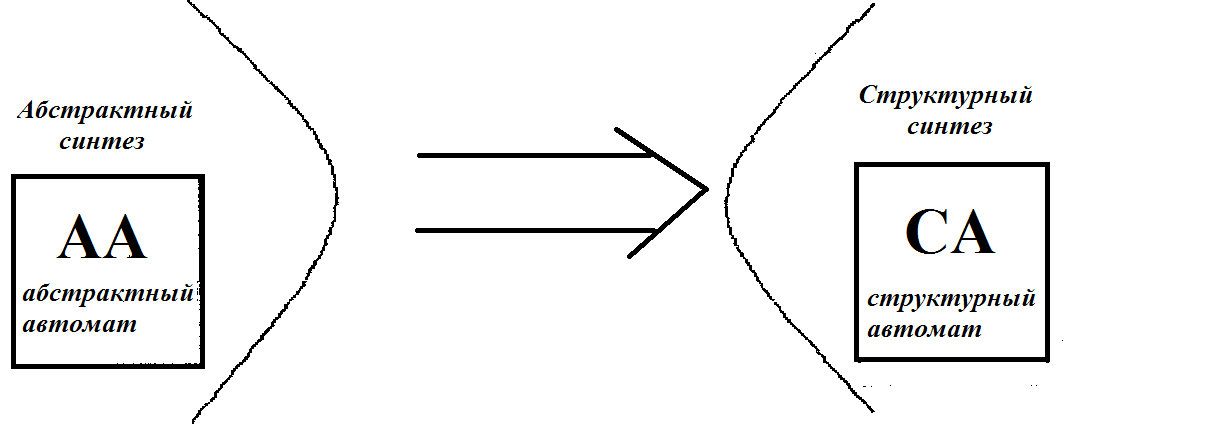 Абстрактный
синтез
АА
абстрактный
автомат
Структурный
синтез
СА
структурный
автомат